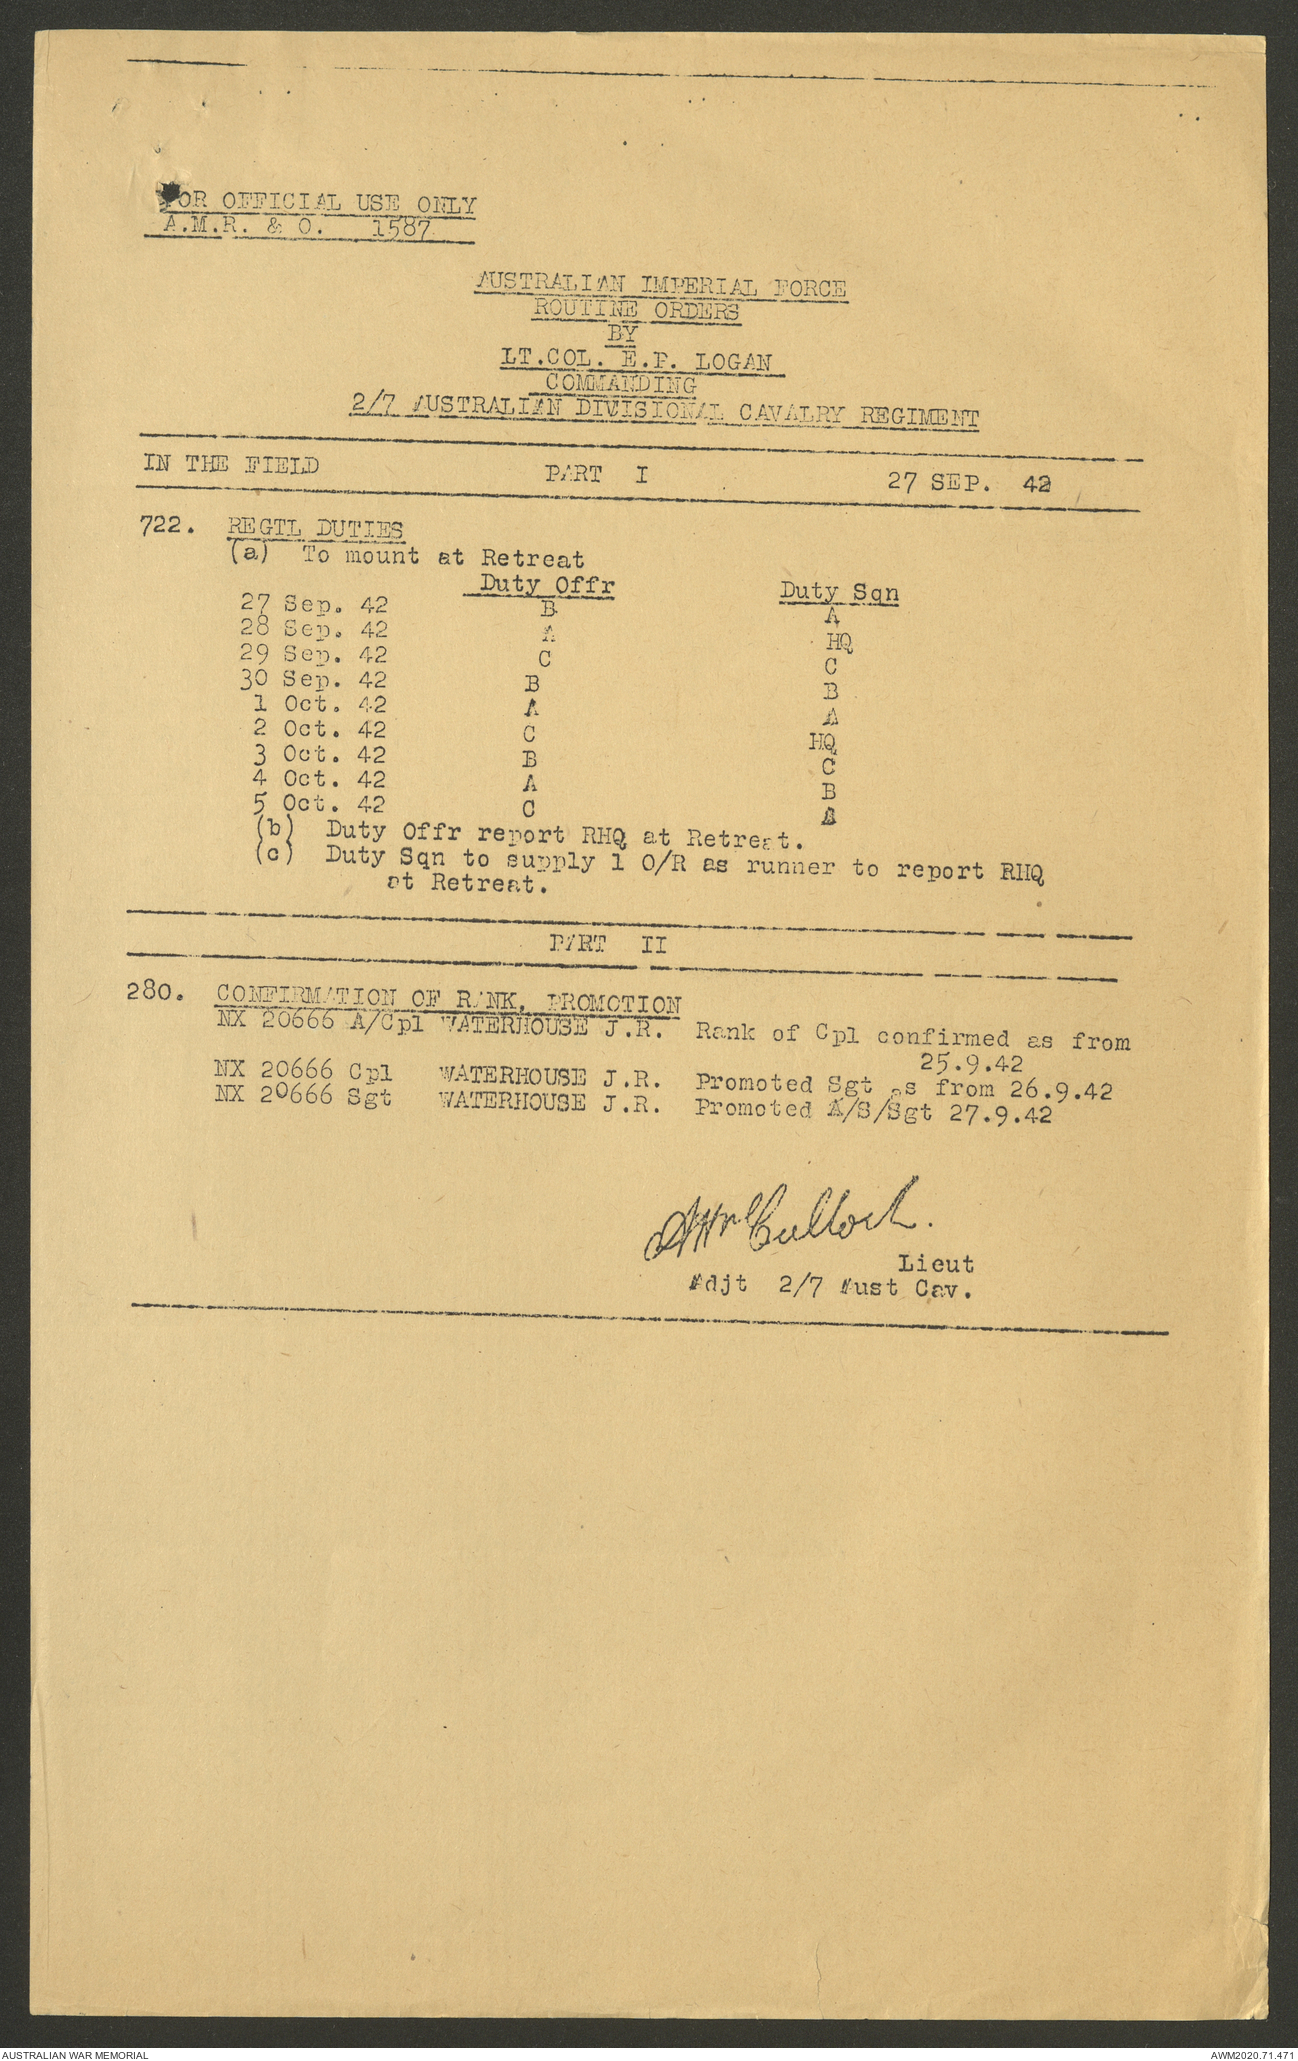 FOR OFFICIAL USE ONLY
A.M.R. & O. 1587
AUSTRALIAN IMPERIAL FORCE
ROUTINE ORDERS
BY
LT.COL. E.P. LOGAN
COMMANDING
2/7 AUSTRALIAN DIVISIONAL CAVALRY REGIMENT
IN THE FIELD PART I 27 SEP. 42
722. REGTL DUTIES
(a) To mount at Retreat
Duty Offr Duty Sqn
27 Sep. 42 B A
28 Sep. 42 A HQ
29 Sep. 42 C C
30 Sep. 42 B B
1 Oct. 42 A A
2 Oct. 42 C HQ
3 Oct. 42 B C
4 Oct. 42 A B
5 Oct. 42 C A
(b) Duty Offr report RHQ at Retreat.
(c) Duty Sqn to supply 1 O/R as runner to report RHQ
at Retreat.
PART II
280. CONFIRMATION OF RANK, PROMOTION
NX 20666 A/Cpl WATERHOUSE J.R. Rank of Cpl confirmed as from
25.9.42
NX 20666 Cpl WATERHOUSE J.R. Promoted Sgt as from 26.9.42
NX 20666 Sgt WATERHOUSE J.R. Promoted A/S/Sgt 27.9.42
McCulloch.
Lieut
Adjt 2/7 Aust Cav.
AUSTRALIAN WAR MEMORIAL AWM2020.71.471